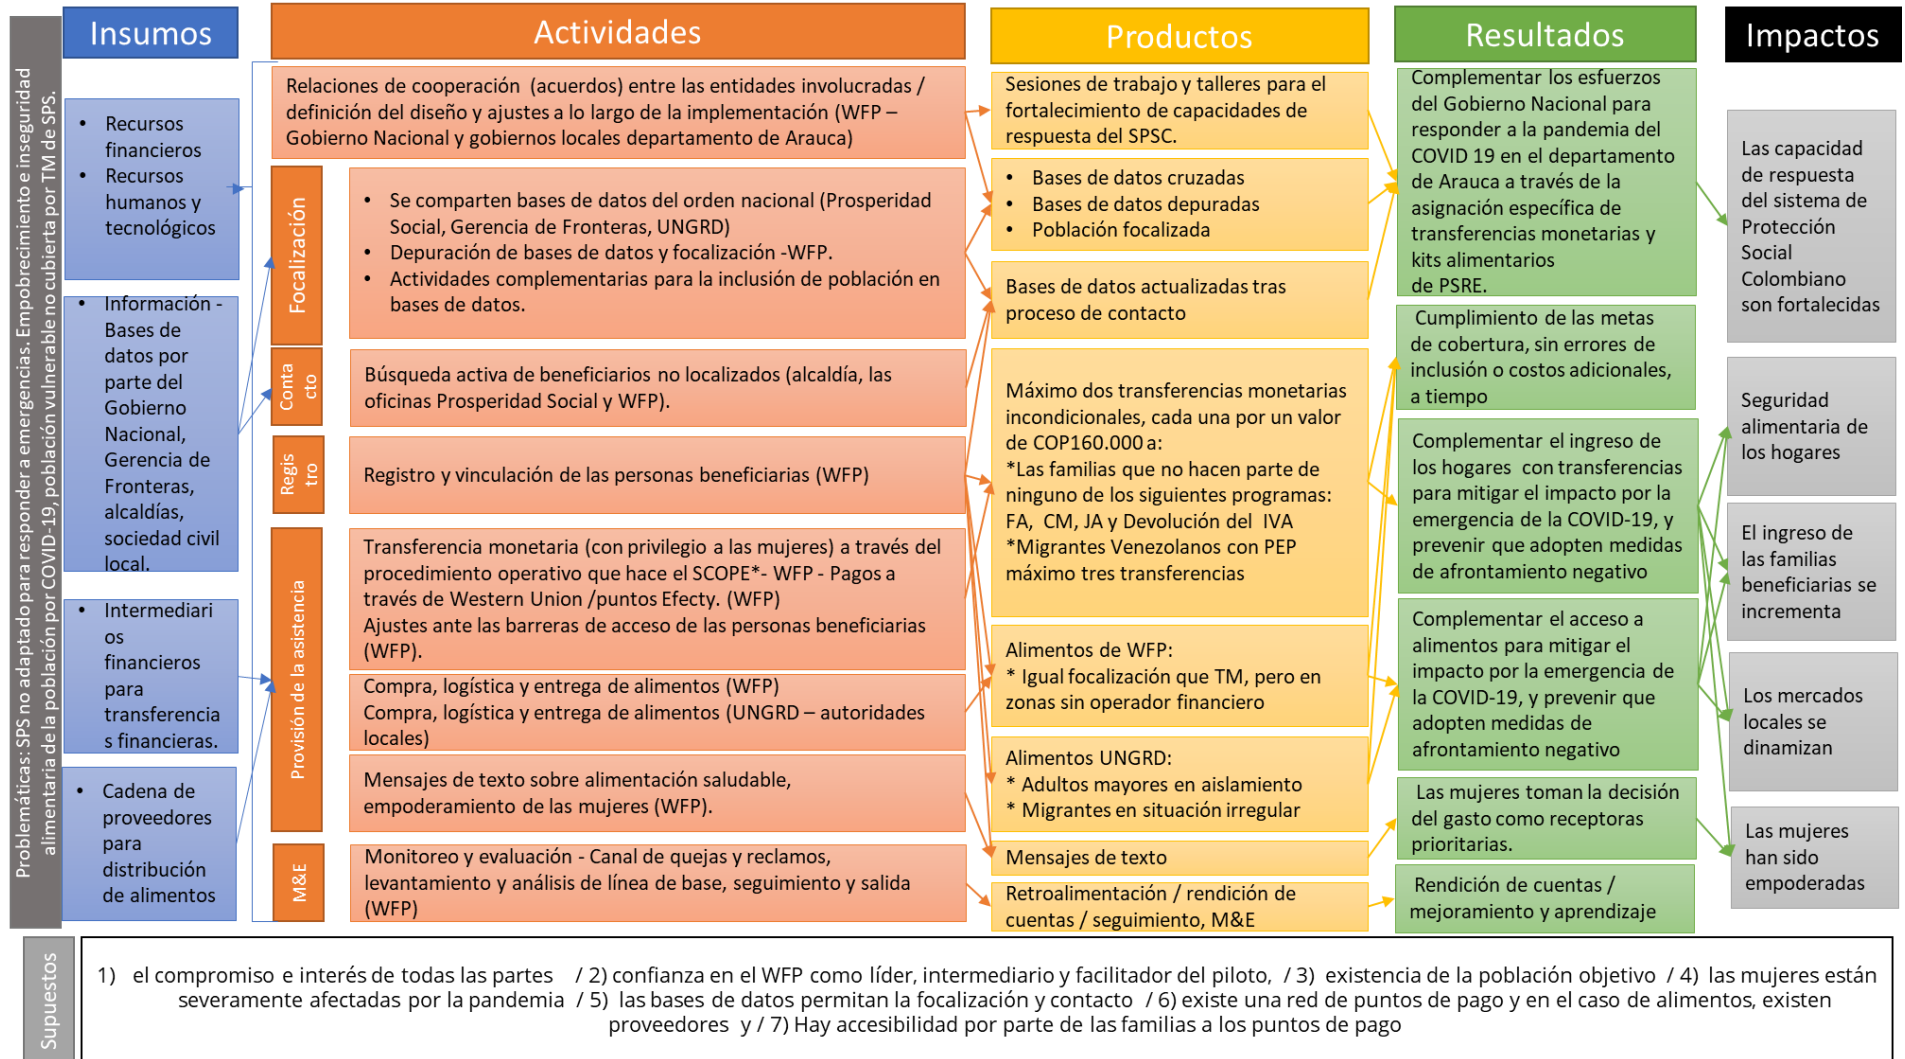 Problemáticas: SPS no adaptado para responder a emergencias. Empobrecimiento e inseguridad
alimentaria de la población por COVID-19, población vulnerable no cubierta por TM de SPS.
Insumos
• Recursos
financieros
• Recursos
humanos y
tecnológicos
• Información -
Bases de
datos por
parte del
Gobierno
Nacional,
Gerencia de
Fronteras,
alcaldías,
sociedad civil
local.
• Intermediari
os
financieros
para
transferencia
s financieras.
• Cadena de
proveedores
para
distribución
de alimentos
Actividades
Relaciones de cooperación (acuerdos) entre las entidades involucradas /
definición del diseño y ajustes a lo largo de la implementación (WFP –
Gobierno Nacional y gobiernos locales departamento de Arauca)
Focalización
• Se comparten bases de datos del orden nacional (Prosperidad
Social, Gerencia de Fronteras, UNGRD)
• Depuración de bases de datos y focalización -WFP.
• Actividades complementarias para la inclusión de población en
bases de datos.
Conta
cto
Búsqueda activa de beneficiarios no localizados (alcaldía, las
oficinas Prosperidad Social y WFP).
Regis
tro
Registro y vinculación de las personas beneficiarias (WFP)
Provisión de la asistencia
Transferencia monetaria (con privilegio a las mujeres) a través del
procedimiento operativo que hace el SCOPE*- WFP - Pagos a
través de Western Union /puntos Efecty. (WFP)
Ajustes ante las barreras de acceso de las personas beneficiarias
(WFP).
Compra, logística y entrega de alimentos (WFP)
Compra, logística y entrega de alimentos (UNGRD – autoridades
locales)
Mensajes de texto sobre alimentación saludable,
empoderamiento de las mujeres (WFP).
M&E
Monitoreo y evaluación - Canal de quejas y reclamos,
levantamiento y análisis de línea de base, seguimiento y salida
(WFP)
Productos
Sesiones de trabajo y talleres para el
fortalecimiento de capacidades de
respuesta del SPSC.
• Bases de datos cruzadas
• Bases de datos depuradas
• Población focalizada
Bases de datos actualizadas tras
proceso de contacto
Máximo dos transferencias monetarias
incondicionales, cada una por un valor
de COP160.000 a:
*Las familias que no hacen parte de
ninguno de los siguientes programas:
FA, CM, JA y Devolución del IVA
*Migrantes Venezolanos con PEP
máximo tres transferencias
Alimentos de WFP:
* Igual focalización que TM, pero en
zonas sin operador financiero
Alimentos UNGRD:
* Adultos mayores en aislamiento
* Migrantes en situación irregular
Mensajes de texto
Retroalimentación / rendición de
cuentas / seguimiento, M&E
Resultados
Complementar los esfuerzos
del Gobierno Nacional para
responder a la pandemia del
COVID 19 en el departamento
de Arauca a través de la
asignación específica de
transferencias monetarias y
kits alimentarios
de PSRE.
Cumplimiento de las metas
de cobertura, sin errores de
inclusión o costos adicionales,
a tiempo
Complementar el ingreso de
los hogares con transferencias
para mitigar el impacto por la
emergencia de la COVID-19, y
prevenir que adopten medidas
de afrontamiento negativo
Complementar el acceso a
alimentos para mitigar el
impacto por la emergencia de
la COVID-19, y prevenir que
adopten medidas de
afrontamiento negativo
Las mujeres toman la decisión
del gasto como receptoras
prioritarias.
Rendición de cuentas /
mejoramiento y aprendizaje
Impactos
Las capacidad
de respuesta
del sistema de
Protección
Social
Colombiano
son fortalecidas
Seguridad
alimentaria de
los hogares
El ingreso de
las familias
beneficiarias se
incrementa
Los mercados
locales se
dinamizan
Las mujeres
han sido
empoderadas
Supuestos
1) el compromiso e interés de todas las partes / 2) confianza en el WFP como líder, intermediario y facilitador del piloto, / 3) existencia de la población objetivo / 4) las mujeres están
severamente afectadas por la pandemia / 5) las bases de datos permitan la focalización y contacto / 6) existe una red de puntos de pago y en el caso de alimentos, existen
proveedores y / 7) Hay accesibilidad por parte de las familias a los puntos de pago